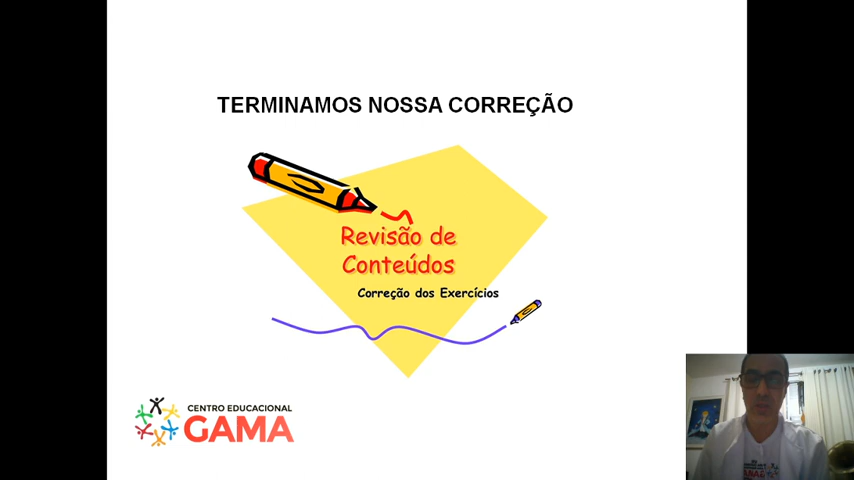 TERMINAMOS NOSSA CORREÇÃO
Revisão de
Conteúdos
Correção dos Exercícios
CENTRO EDUCACIONAL
GAMA